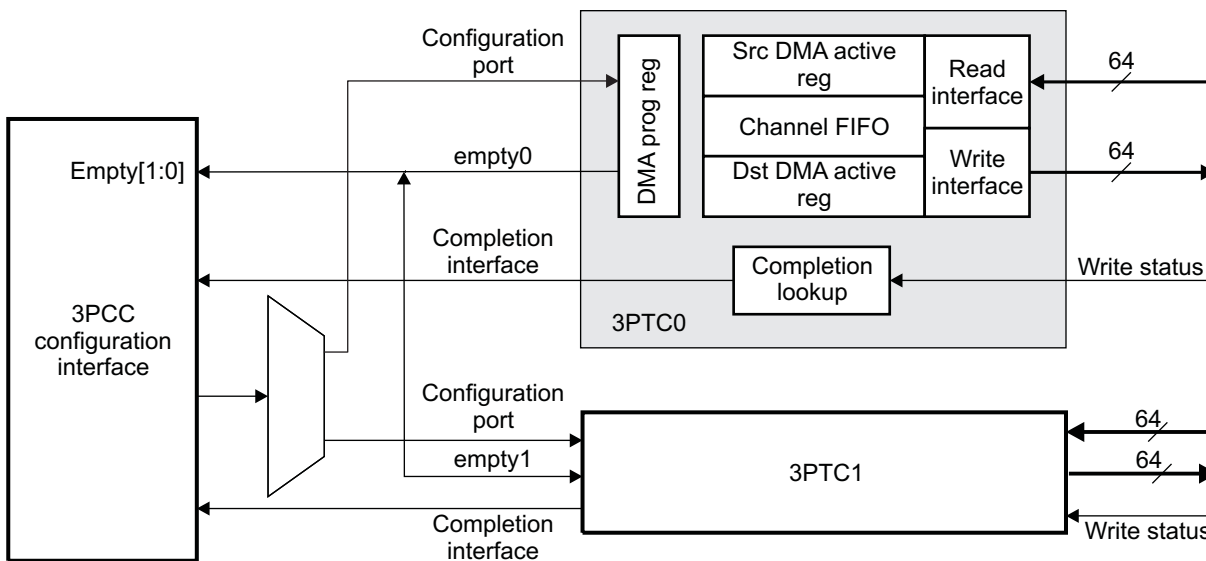 Configuration
port
DMA prog reg
Src DMA active
reg
Read
interface
64
Channel FIFO
Empty[1:0]
empty0
Dst DMA active
reg
Write
interface
64
Completion
interface
Completion
lookup
Write status
3PTC0
3PCC
configuration
interface
Configuration
port
empty1
3PTC1
64
64
Completion
interface
Write status